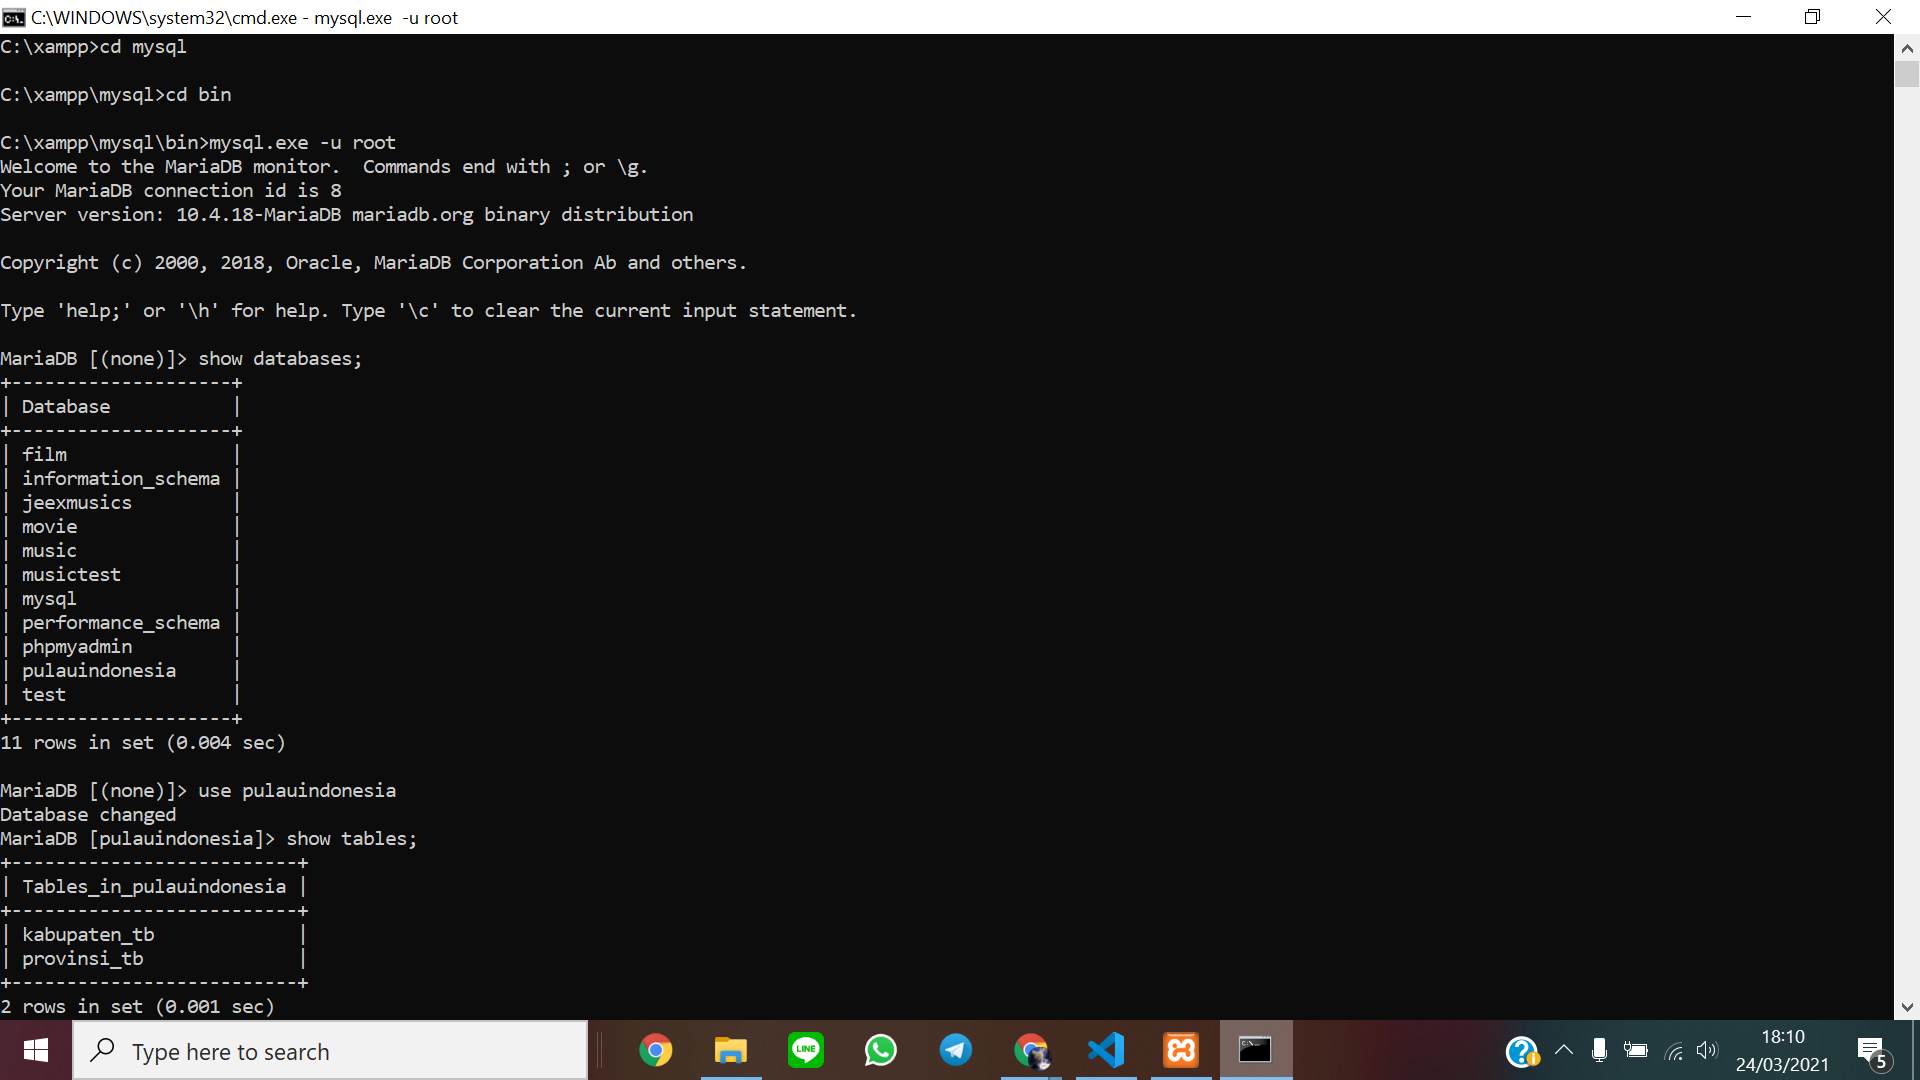 C:\WINDOWS\system32\cmd.exe - mysql.exe  -u root
C:\xampp>cd mysql
C:\xampp\mysql>cd bin
C:\xampp\mysql\bin>mysql.exe -u root
Welcome to the MariaDB monitor.  Commands end with ; or \g.
Your MariaDB connection id is 8
Server version: 10.4.18-MariaDB mariadb.org binary distribution
Copyright (c) 2000, 2018, Oracle, MariaDB Corporation Ab and others.
Type 'help;' or '\h' for help. Type '\c' to clear the current input statement.
MariaDB [(none)]> show databases;
+--------------------+
| Database           |
+--------------------+
| film               |
| information_schema |
| jeexmusics         |
| movie              |
| music              |
| musictest          |
| mysql              |
| performance_schema |
| phpmyadmin         |
| pulauindonesia     |
| test               |
+--------------------+
11 rows in set (0.004 sec)
MariaDB [(none)]> use pulauindonesia
Database changed
MariaDB [pulauindonesia]> show tables;
+--------------------------+
| Tables_in_pulauindonesia |
+--------------------------+
| kabupaten_tb             |
| provinsi_tb              |
+--------------------------+
2 rows in set (0.001 sec)
Type here to search
LINE
18:10
24/03/2021
5